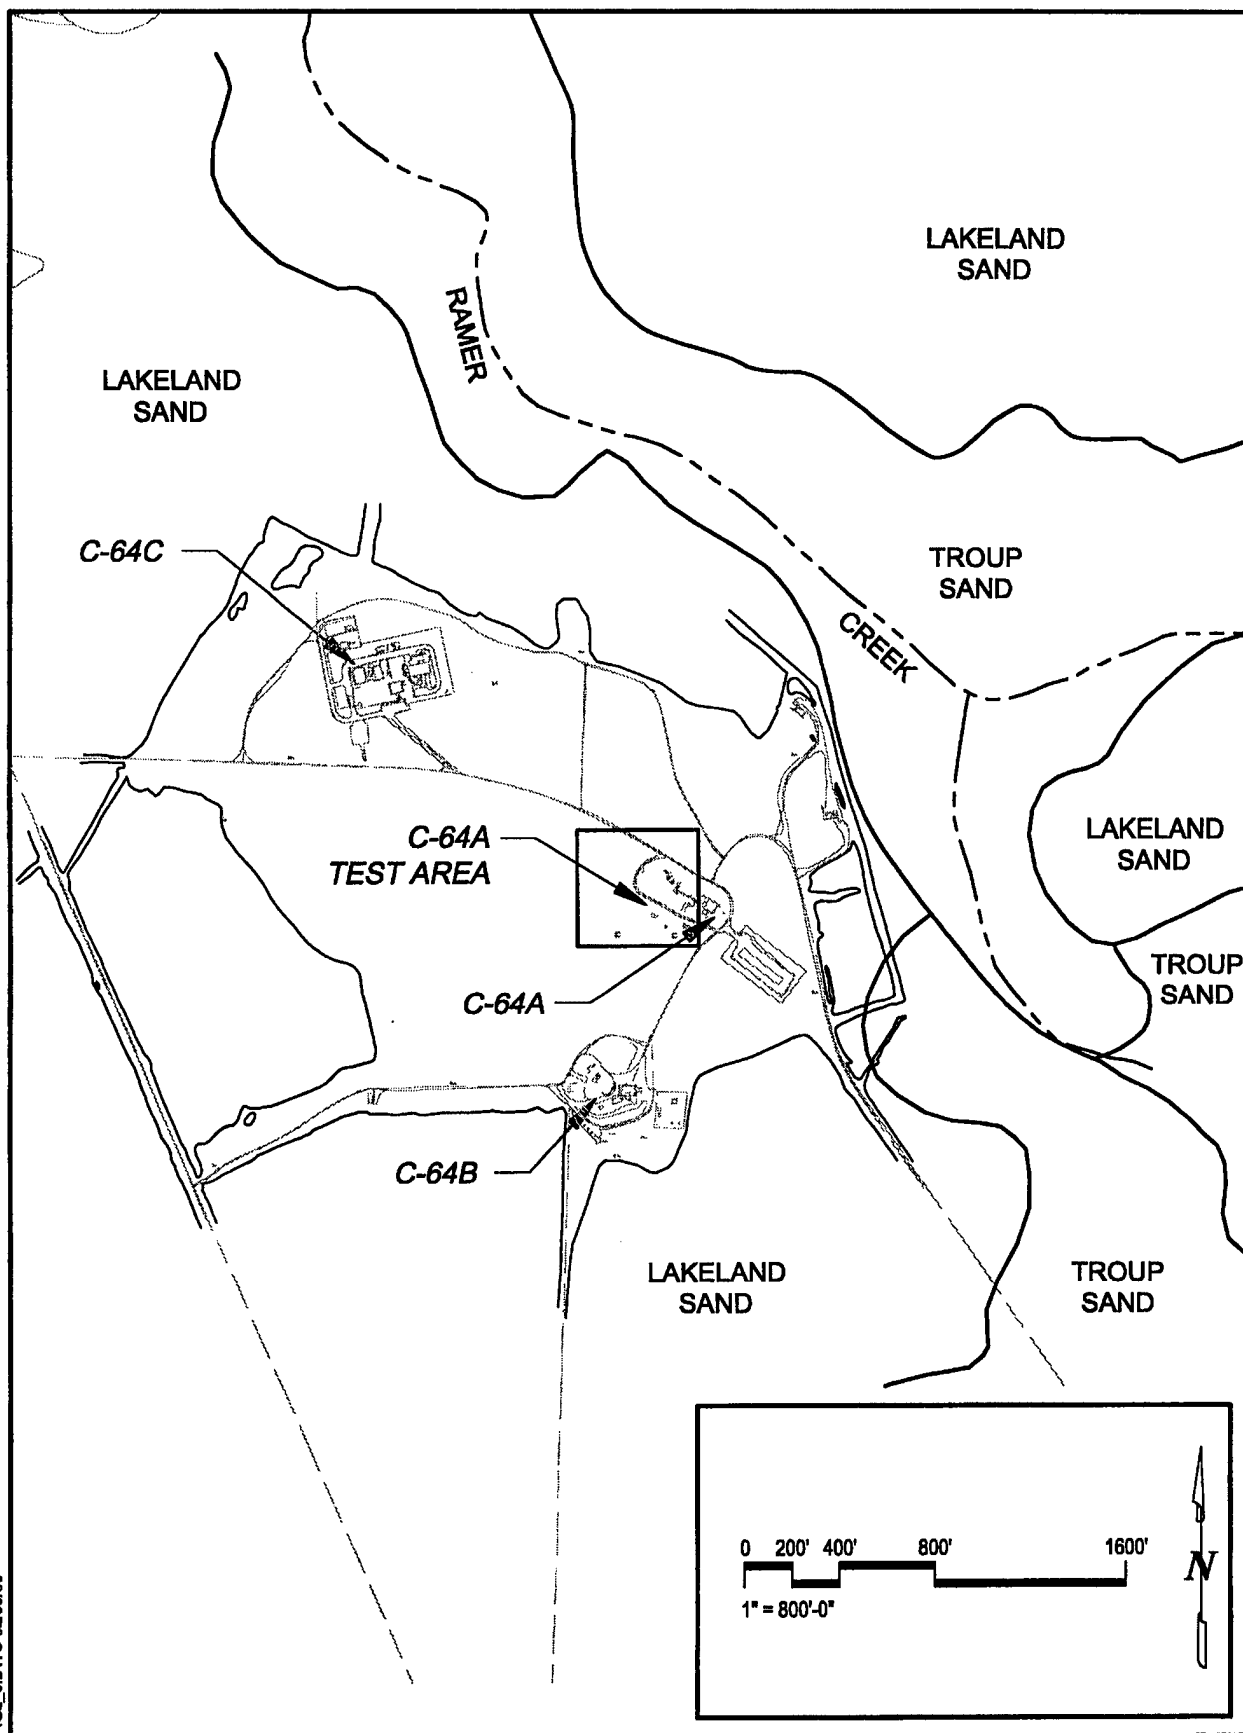 LAKELAND
SAND
RAMER
LAKELAND
SAND
C-64C
TROUP
SAND
CREEK
C-64A
TEST AREA
LAKELAND
SAND
TROUP
SAND
C-64A
C-64B
LAKELAND
SAND
TROUP
SAND
0 200' 400' 800' 1600'
1" = 800'-0"
N